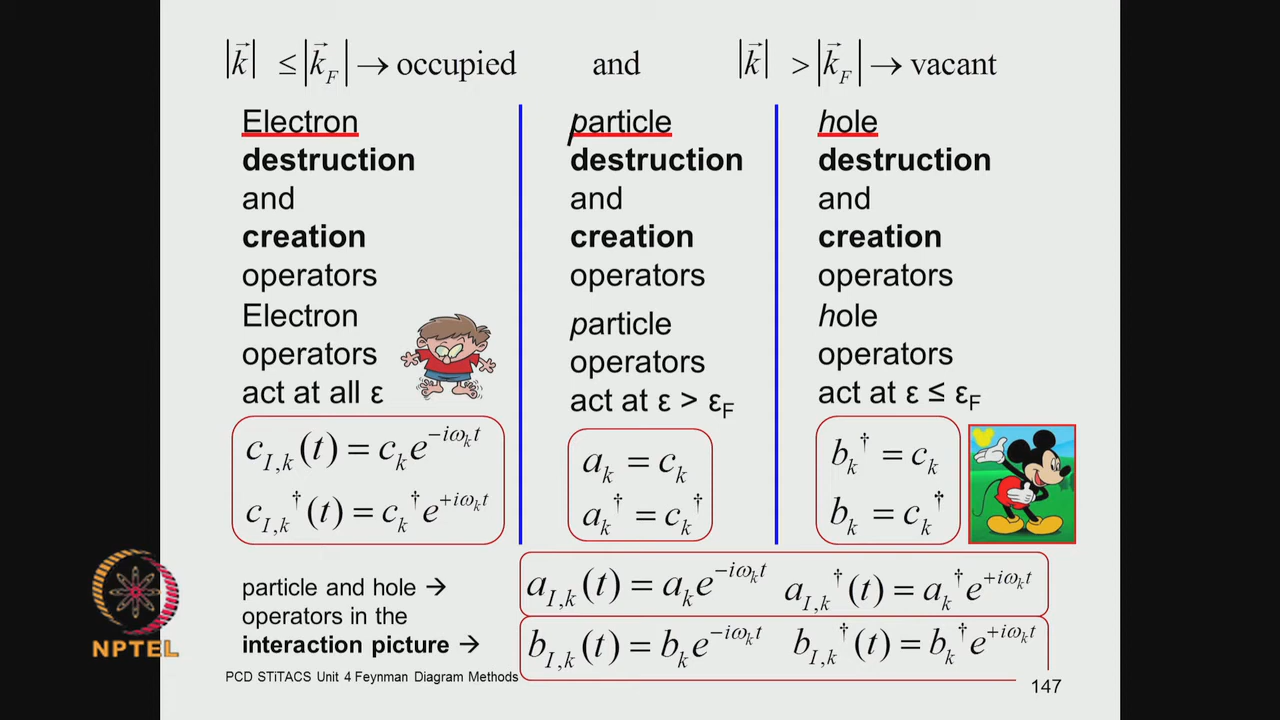 |k⃗| ≤ |k⃗_F| → occupied and |k⃗| > |k⃗_F| → vacant
Electron
destruction
and
creation
operators
Electron
operators
act at all ε
c_{I,k}(t) = c_k e^{-iω_k t}
c_{I,k}^†(t) = c_k^† e^{+iω_k t}
particle
destruction
and
creation
operators
particle
operators
act at ε > ε_F
a_k = c_k
a_k^† = c_k^†
hole
destruction
and
creation
operators
hole
operators
act at ε ≤ ε_F
b_k^† = c_k
b_k = c_k^†
particle and hole →
operators in the
interaction picture →
a_{I,k}(t) = a_k e^{-iω_k t} a_{I,k}^†(t) = a_k^† e^{+iω_k t}
b_{I,k}(t) = b_k e^{-iω_k t} b_{I,k}^†(t) = b_k^† e^{+iω_k t}
NPTEL
PCD STiTACS Unit 4 Feynman Diagram Methods
147